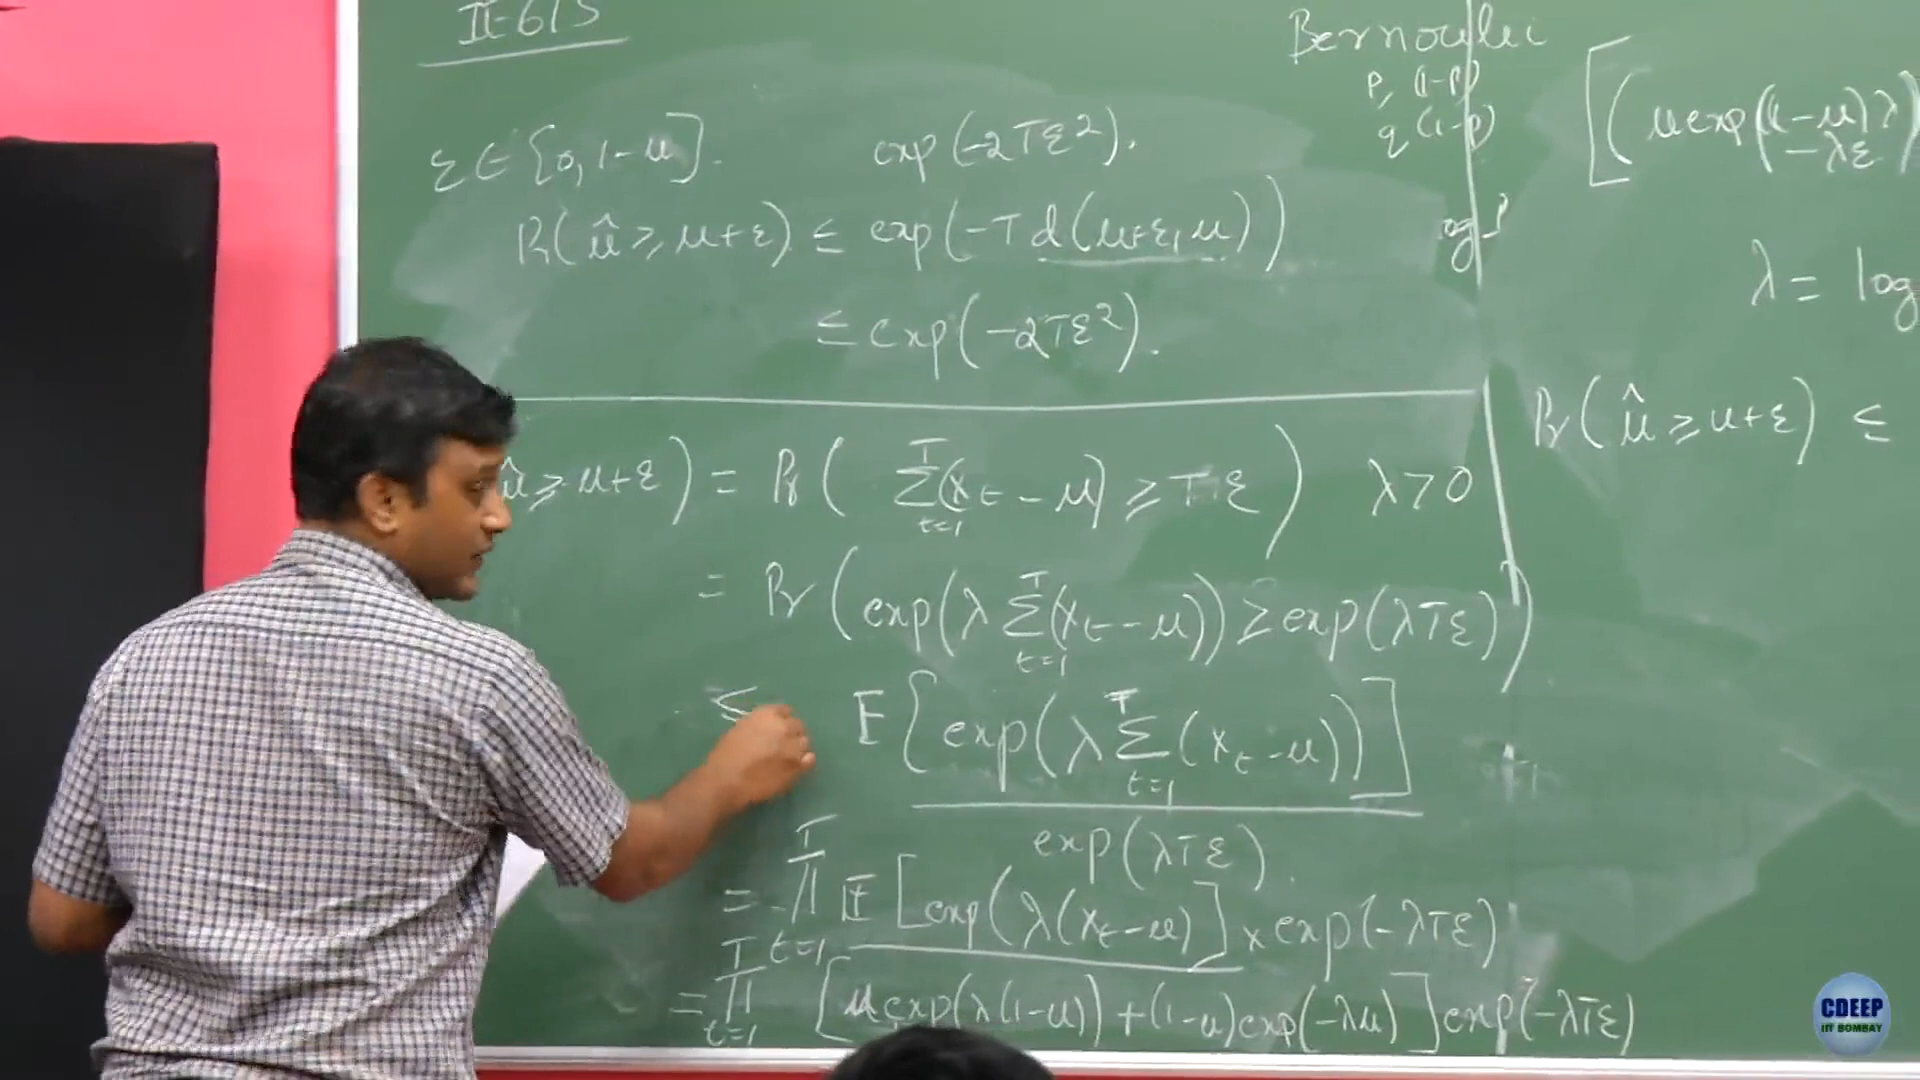 IE-613
ε ∈ [0, 1-μ].   exp(-2Tε²).
Pr(μ̂ ≥ μ+ε) ≤ exp(-T d(μ+ε, μ))
≤ exp(-2Tε²).
μ̂ ≥ μ+ε) = Pr( Σ_{t=1}^{T} (x_t - μ) ≥ Tε )   λ > 0
= Pr( exp(λ Σ_{t=1}^{T} (x_t - μ)) ≥ exp(λTε) )
≤ E[ exp(λ Σ_{t=1}^{T} (x_t - μ)) ]
exp(λTε).
= Π_{t=1}^{T} E[ exp(λ(x_t - μ) ] × exp(-λTε)
= Π_{t=1}^{T} [ μ exp(λ(1-μ)) + (1-μ) exp(-λμ) ] exp(-λTε)
Bernoulli
p, (1-p)
q (1-p)
[ ( μ exp((1-μ)λ
-λε)
λ = log
Pr(μ̂ ≥ μ+ε) ≤
CDEEP
IIT BOMBAY